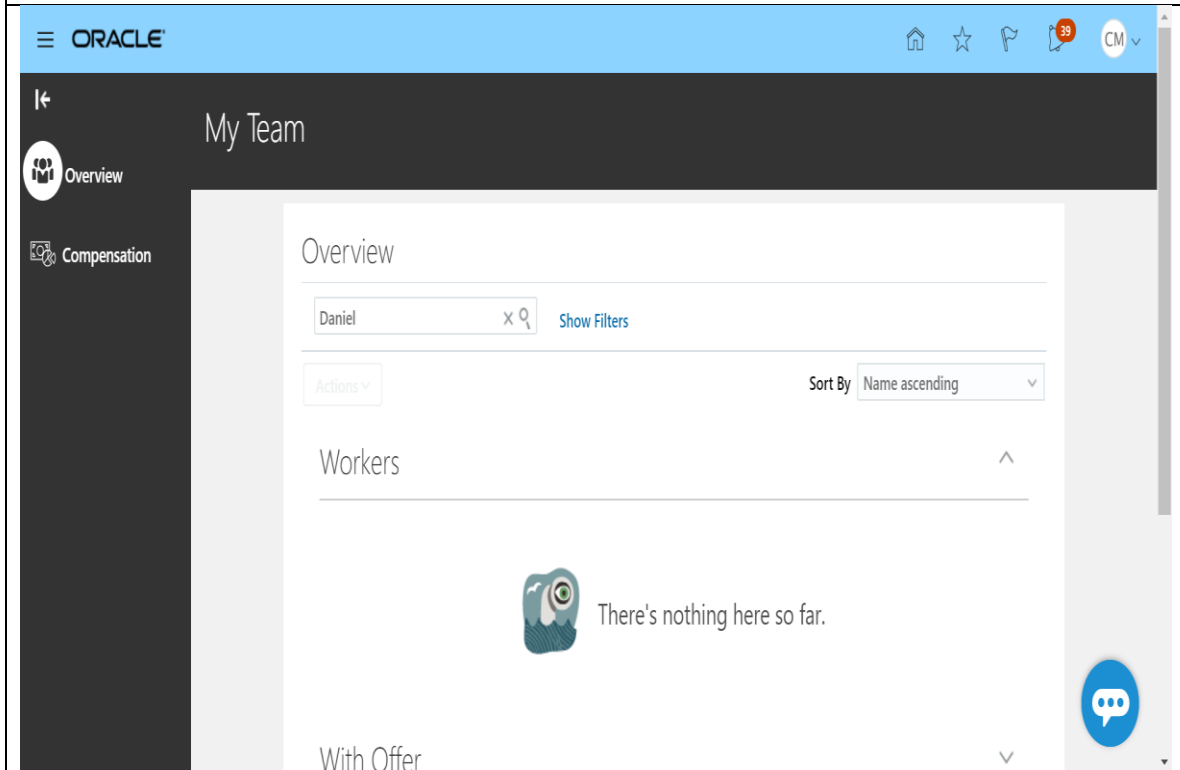 ORACLE
39
CM
My Team
Overview
Compensation
Overview
Daniel
Show Filters
Actions
Sort By Name ascending
Workers
There's nothing here so far.
With Offer